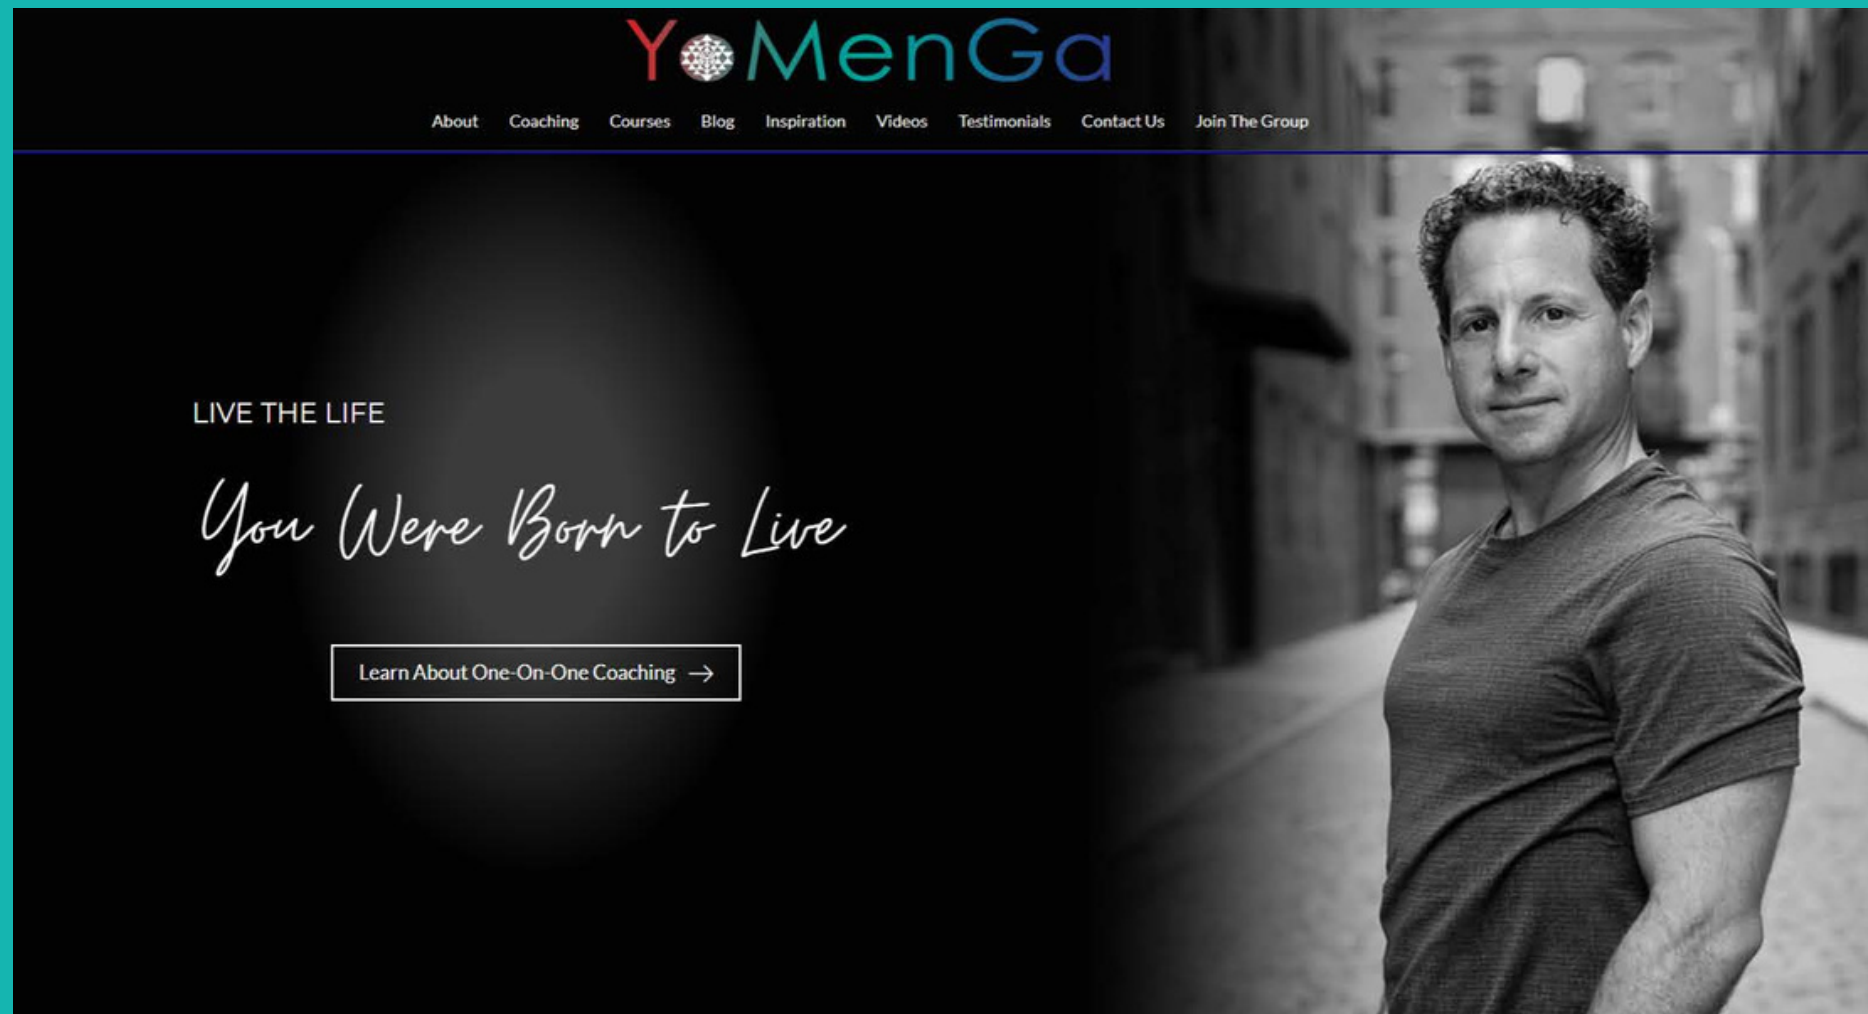 YoMenGa
About Coaching Courses Blog Inspiration Videos Testimonials Contact Us Join The Group
LIVE THE LIFE
You Were Born to Live
Learn About One-On-One Coaching →